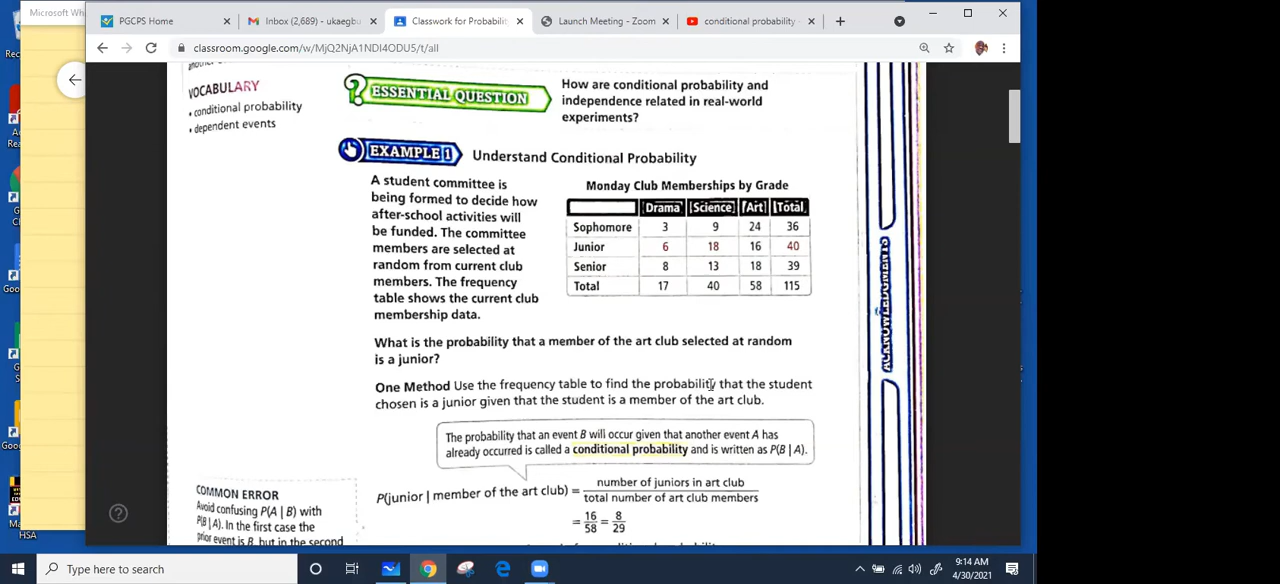 Microsoft Wh
PGCPS Home
Inbox (2,689) - ukaegbu
Classwork for Probabilit
Launch Meeting - Zoom
conditional probability -
classroom.google.com/w/MjQ2NjA1NDI4ODU5/t/all
VOCABULARY
• conditional probability
• dependent events
ESSENTIAL QUESTION
How are conditional probability and
independence related in real-world
experiments?
EXAMPLE 1 Understand Conditional Probability
A student committee is
being formed to decide how
after-school activities will
be funded. The committee
members are selected at
random from current club
members. The frequency
table shows the current club
membership data.
Monday Club Memberships by Grade
Drama Science Art Total
Sophomore 3 9 24 36
Junior 6 18 16 40
Senior 8 13 18 39
Total 17 40 58 115
What is the probability that a member of the art club selected at random
is a junior?
One Method Use the frequency table to find the probability that the student
chosen is a junior given that the student is a member of the art club.
The probability that an event B will occur given that another event A has
already occurred is called a conditional probability and is written as P(B | A).
P(junior | member of the art club) = number of juniors in art club / total number of art club members
= 16/58 = 8/29
COMMON ERROR
Avoid confusing P(A | B) with
P(B | A). In the first case the
prior event is B, but in the second
ACKNOWLEDGMENTS
HSA
Type here to search
9:14 AM
4/30/2021